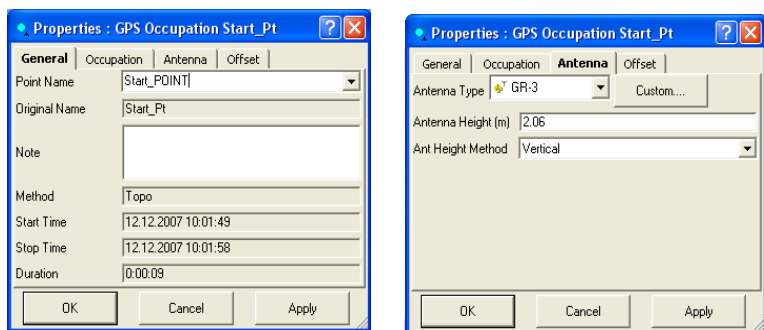 Properties : GPS Occupation Start_Pt
General Occupation Antenna Offset
Point Name Start_POINT
Original Name Start_Pt
Note
Method Topo
Start Time 12.12.2007 10:01:49
Stop Time 12.12.2007 10:01:58
Duration 0:00:09
OK Cancel Apply
Properties : GPS Occupation Start_Pt
General Occupation Antenna Offset
Antenna Type GR-3 Custom....
Antenna Height (m) 2.06
Ant Height Method Vertical
OK Cancel Apply